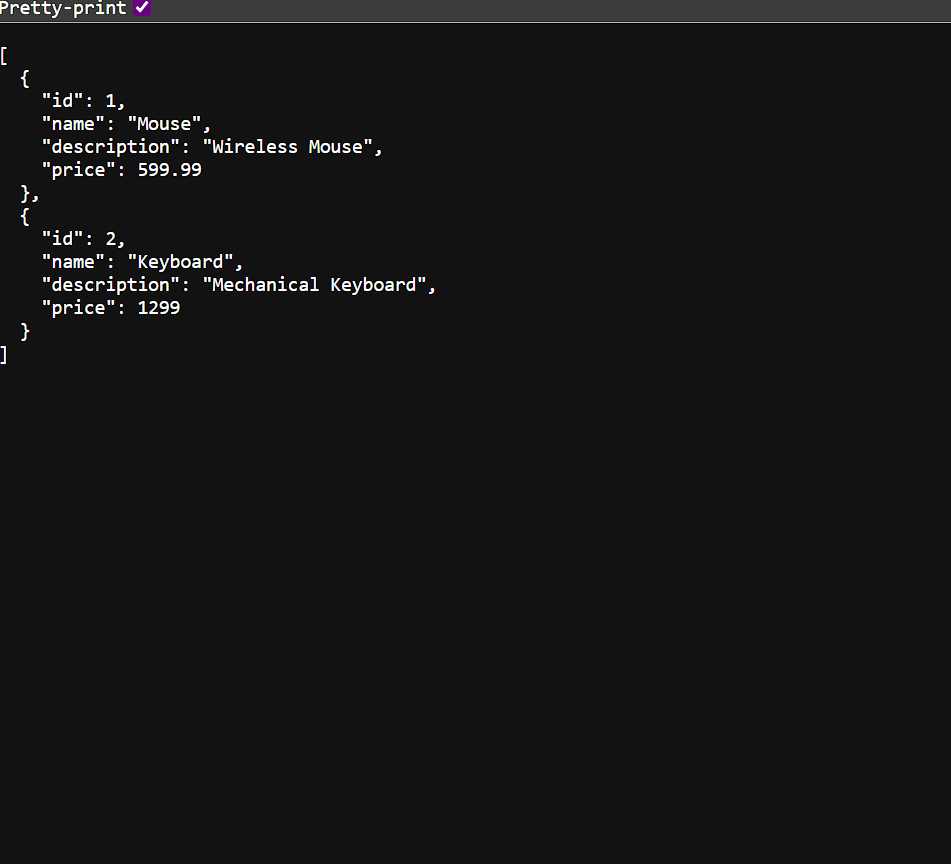 Pretty-print
[
  {
    "id": 1,
    "name": "Mouse",
    "description": "Wireless Mouse",
    "price": 599.99
  },
  {
    "id": 2,
    "name": "Keyboard",
    "description": "Mechanical Keyboard",
    "price": 1299
  }
]